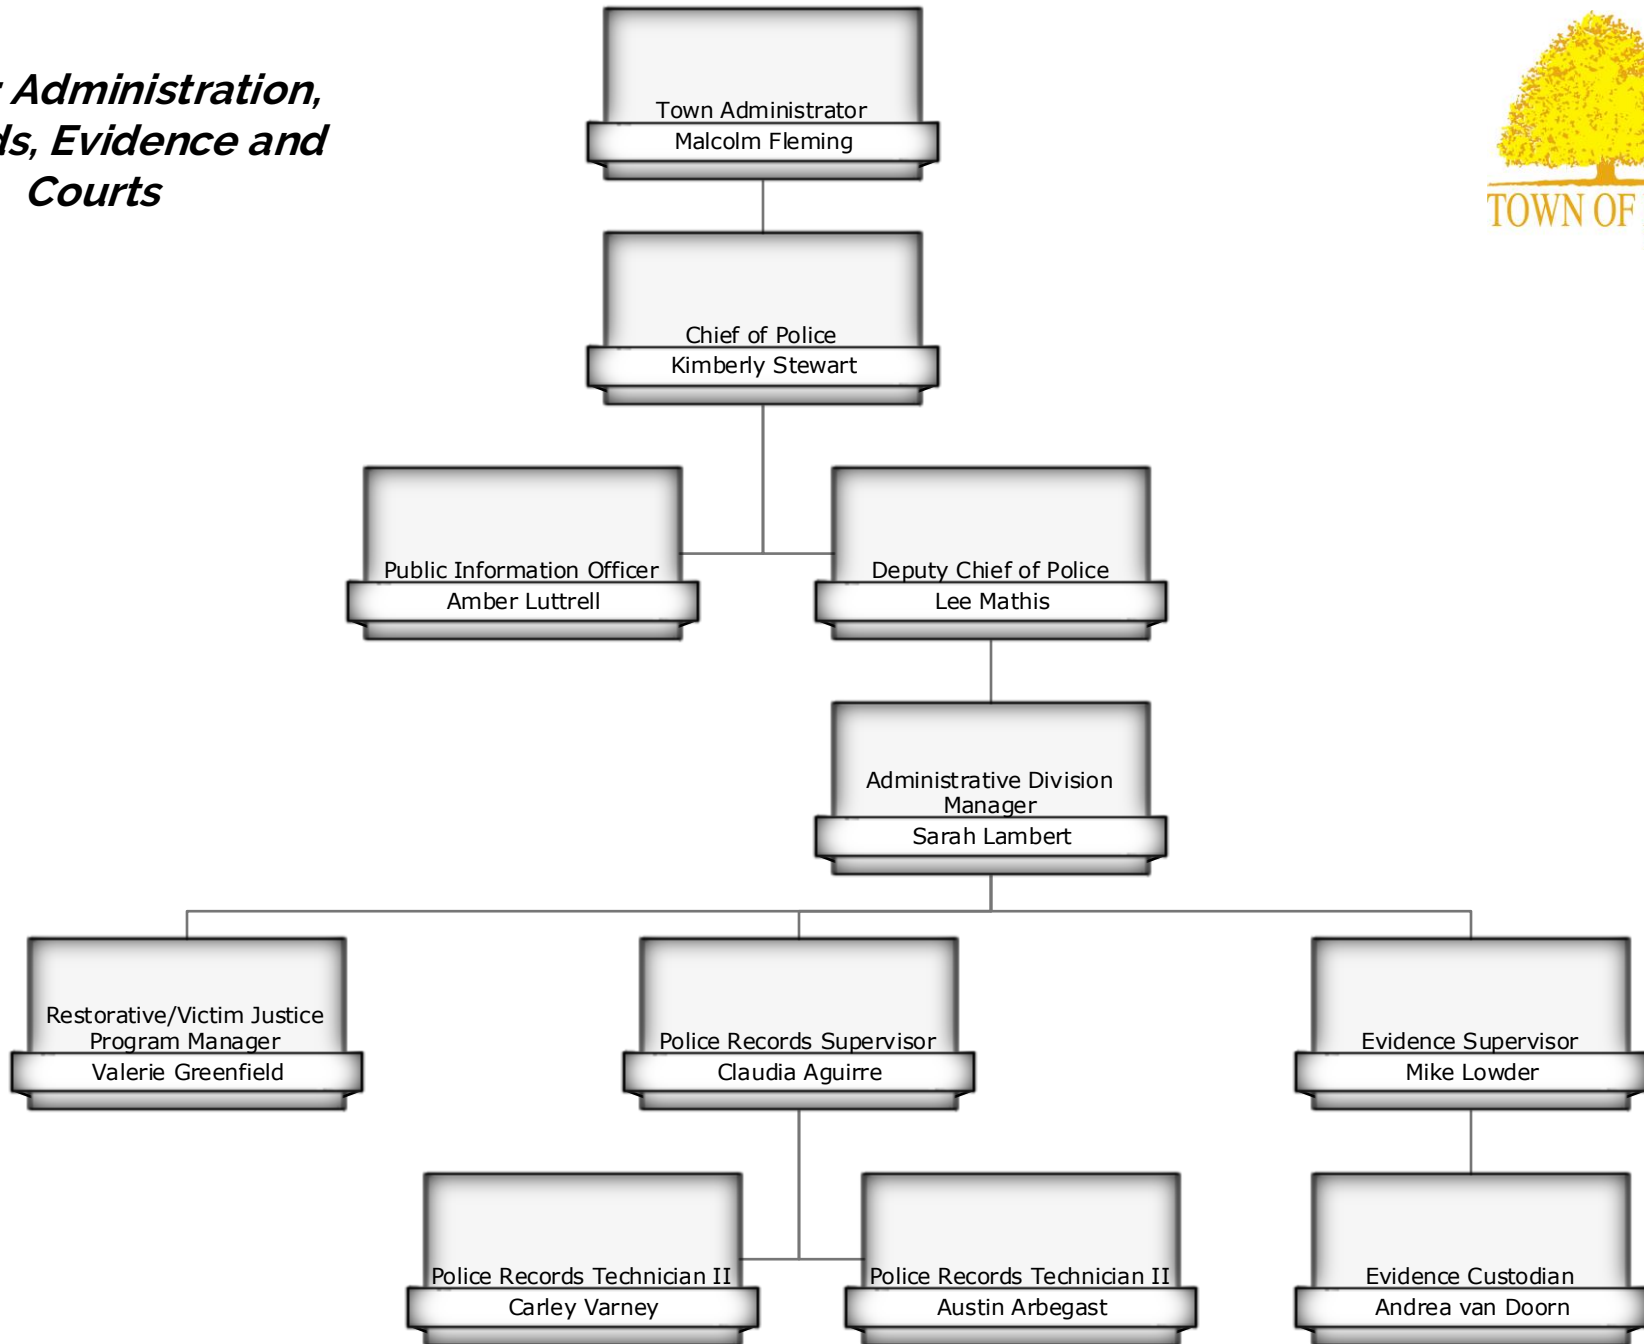 Administration,
Evidence and
Courts
TOWN OF
Town Administrator
Malcolm Fleming
Chief of Police
Kimberly Stewart
Public Information Officer
Amber Luttrell
Deputy Chief of Police
Lee Mathis
Administrative Division
Manager
Sarah Lambert
Restorative/Victim Justice
Program Manager
Valerie Greenfield
Police Records Supervisor
Claudia Aguirre
Evidence Supervisor
Mike Lowder
Police Records Technician II
Carley Varney
Police Records Technician II
Austin Arbegast
Evidence Custodian
Andrea van Doorn